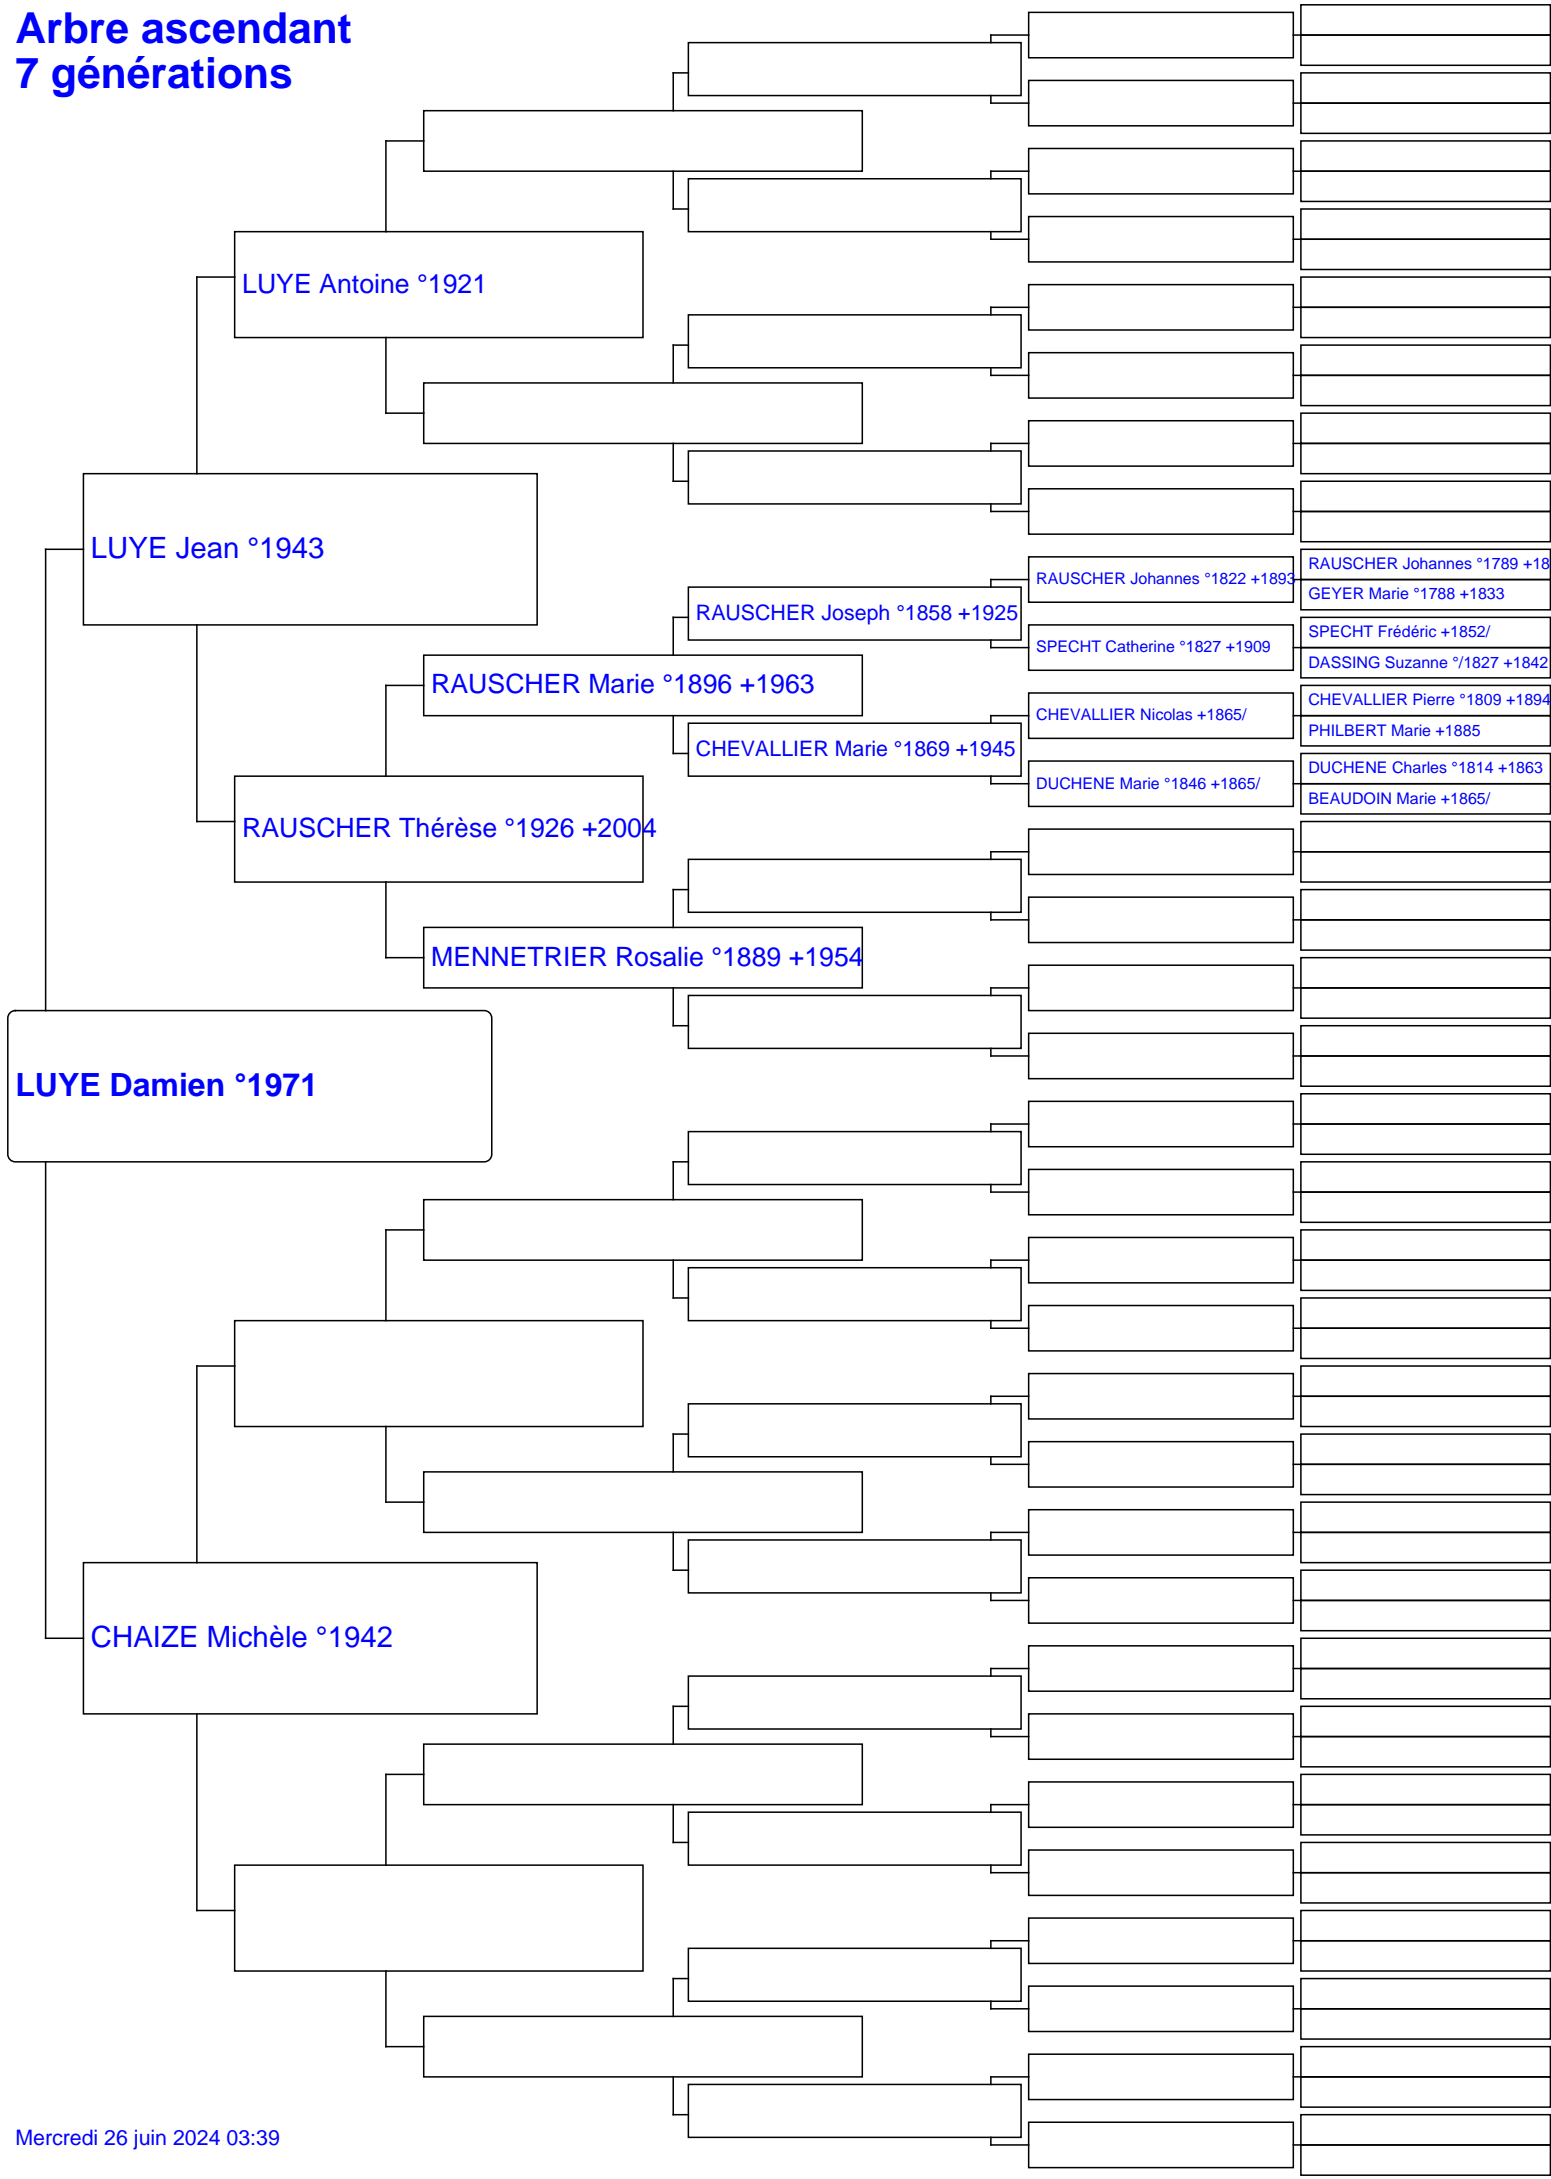 Arbre ascendant
7 générations
LUYE Antoine °1921
LUYE Jean °1943
RAUSCHER Johannes °1789 +18
RAUSCHER Johannes °1822 +1893
GEYER Marie °1788 +1833
RAUSCHER Joseph °1858 +1925
SPECHT Frédéric +1852/
SPECHT Catherine °1827 +1909
DASSING Suzanne °/1827 +1842
RAUSCHER Marie °1896 +1963
CHEVALLIER Pierre °1809 +1894
CHEVALLIER Nicolas +1865/
PHILBERT Marie +1885
CHEVALLIER Marie °1869 +1945
DUCHENE Charles °1814 +1863
DUCHENE Marie °1846 +1865/
BEAUDOIN Marie +1865/
RAUSCHER Thérèse °1926 +2004
MENNETRIER Rosalie °1889 +1954
LUYE Damien °1971
CHAIZE Michèle °1942
Mercredi 26 juin 2024 03:39